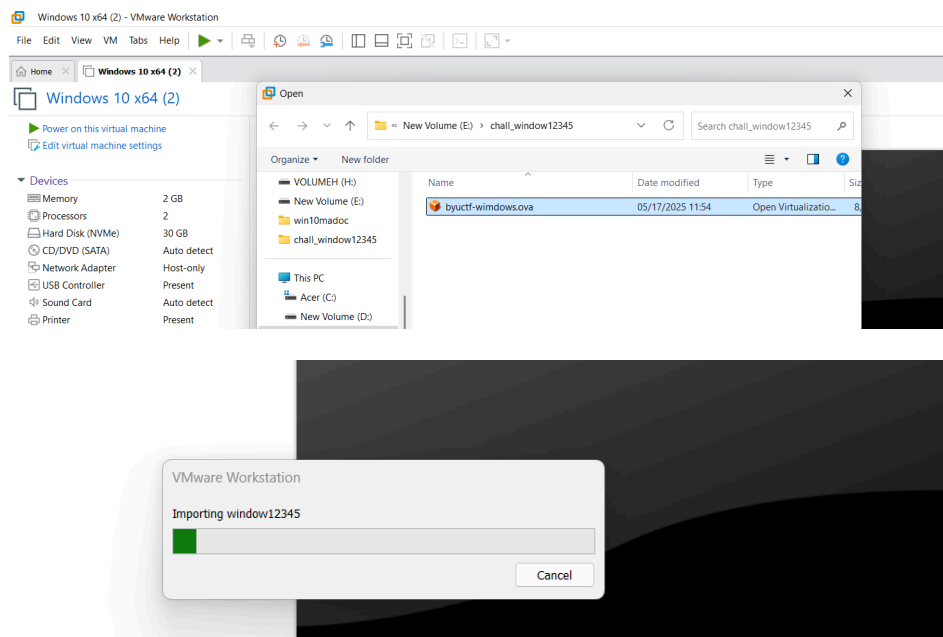 Windows 10 x64 (2) - VMware Workstation
File Edit View VM Tabs Help
Home Windows 10 x64 (2)
Windows 10 x64 (2)
Power on this virtual machine
Edit virtual machine settings
Devices
Memory 2 GB
Processors 2
Hard Disk (NVMe) 30 GB
CD/DVD (SATA) Auto detect
Network Adapter Host-only
USB Controller Present
Sound Card Auto detect
Printer Present
Open
« New Volume (E:) › chall_window12345
Search chall_window12345
Organize New folder
VOLUMEH (H:)
New Volume (E:)
win10madoc
chall_window12345
This PC
Acer (C:)
New Volume (D:)
Name Date modified Type Siz
byuctf-wimdows.ova 05/17/2025 11:54 Open Virtualizatio... 8,
VMware Workstation
Importing window12345
Cancel